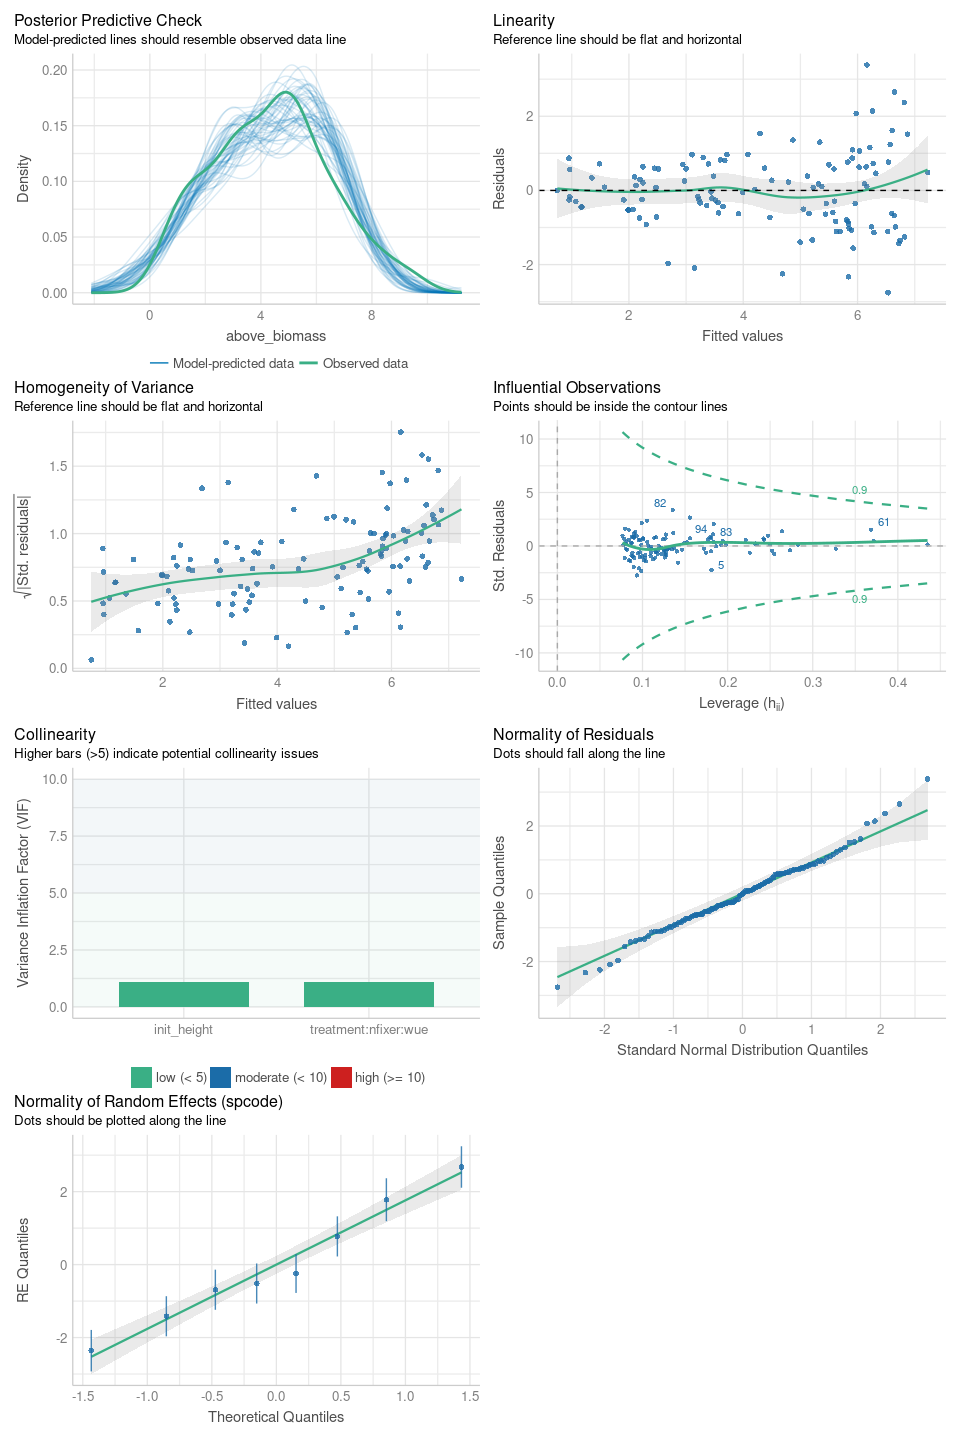 Posterior Predictive Check
Model-predicted lines should resemble observed data line
0.20
0.15
0.10
0.05
0.00
Density
0
4
8
above_biomass
Model-predicted data
Observed data
Linearity
Reference line should be flat and horizontal
2
0
-2
Residuals
2
4
6
Fitted values
Homogeneity of Variance
Reference line should be flat and horizontal
1.5
1.0
0.5
0.0
√|Std. residuals|
2
4
6
Fitted values
Influential Observations
Points should be inside the contour lines
10
5
0
-5
-10
Std. Residuals
0.9
82
61
94
83
5
0.9
0.0
0.1
0.2
0.3
0.4
Leverage (hii)
Collinearity
Higher bars (>5) indicate potential collinearity issues
10.0
7.5
5.0
2.5
0.0
Variance Inflation Factor (VIF)
init_height
treatment:nfixer:wue
low (< 5)
moderate (< 10)
high (>= 10)
Normality of Residuals
Dots should fall along the line
2
0
-2
Sample Quantiles
-2
-1
0
1
2
Standard Normal Distribution Quantiles
Normality of Random Effects (spcode)
Dots should be plotted along the line
2
0
-2
RE Quantiles
-1.5
-1.0
-0.5
0.0
0.5
1.0
1.5
Theoretical Quantiles